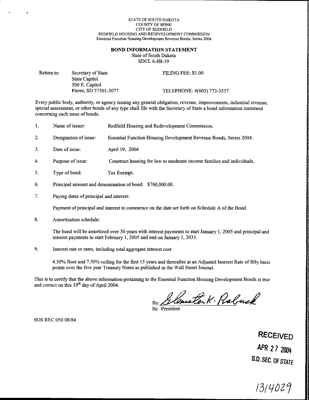 STATE OF SOUTH DAKOTA
COUNTY OF SPINK
CITY OF REDFIELD
REDFIELD HOUSING AND REDEVELOPMENT COMMISSION
Essential Function Housing Development Revenue Bonds, Series 2004
BOND INFORMATION STATEMENT
State of South Dakota
SDCL 6-8B-19
Return to: Secretary of State FILING FEE: $1.00
State Capitol
500 E. Capitol
Pierre, SD 57501-5077 TELEPHONE: #(605) 773-3537
Every public body, authority, or agency issuing any general obligation, revenue, improvements, industrial revenue,
special assessment, or other bonds of any type shall file with the Secretary of State a bond information statement
concerning each issue of bonds.
1. Name of issuer: Redfield Housing and Redevelopment Commission.
2. Designation of issue: Essential Function Housing Development Revenue Bonds, Series 2004.
3. Date of issue: April 19, 2004
4. Purpose of issue: Construct housing for low to moderate income families and individuals.
5. Type of bond: Tax Exempt.
6. Principal amount and denomination of bond: $760,000.00.
7. Paying dates of principal and interest:
Payment of principal and interest to commence on the date set forth on Schedule A of the Bond.
8. Amortization schedule:
The bond will be amortized over 30 years with interest payments to start January 1, 2005 and principal and
interest payments to start February 1, 2005 and end on January 1, 2035.
9. Interest rate or rates, including total aggregate interest cost:
4.50% floor and 7.50% ceiling for the first 15 years and thereafter at an Adjusted Interest Rate of fifty basis
points over the five year Treasury Notes as published in the Wall Street Journal.
This is to certify that the above information pertaining to the Essential Function Housing Development Bonds is true
and correct on this 19th day of April 2004.
By:
Its: President
SOS REC 050 08/84
RECEIVED
APR 27 2004
S.D. SEC. OF STATE
1314029